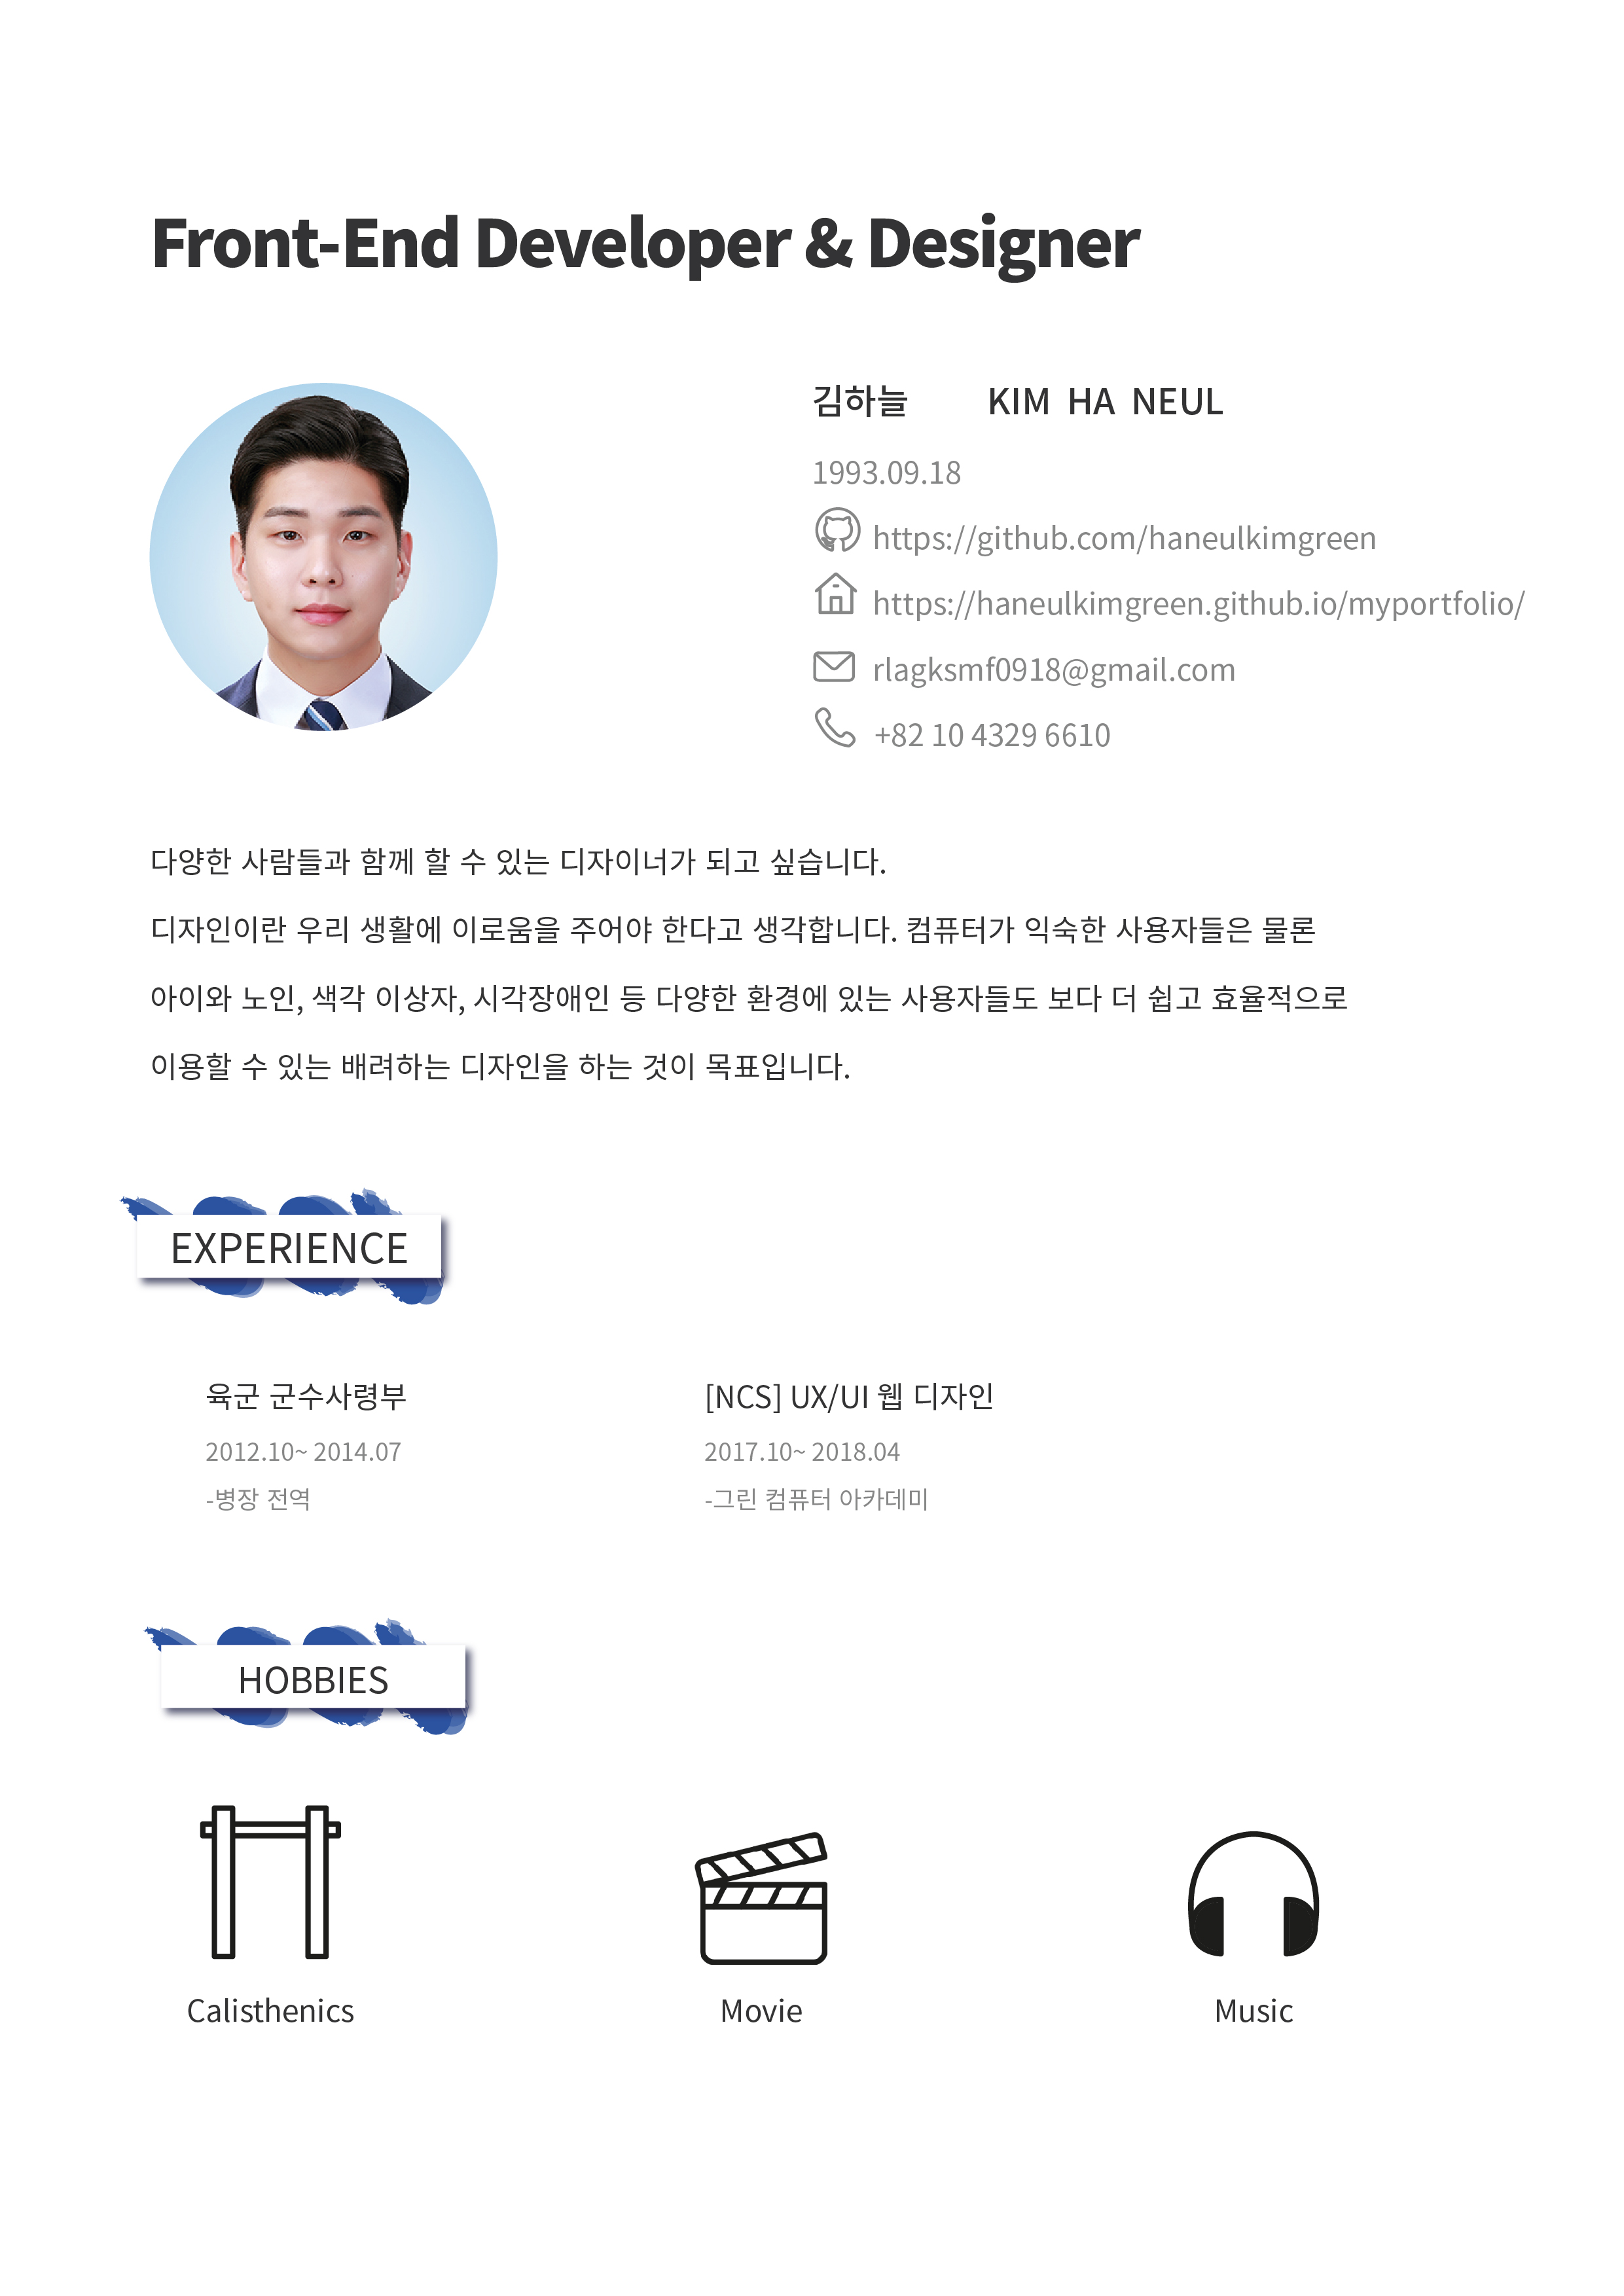 Front-End Developer & Designer
김하늘 KIM HA NEUL
1993.09.18
https://github.com/haneulkimgreen
https://haneulkimgreen.github.io/myportfolio/
rlagksmf0918@gmail.com
+82 10 4329 6610
다양한 사람들과 함께 할 수 있는 디자이너가 되고 싶습니다.
디자인이란 우리 생활에 이로움을 주어야 한다고 생각합니다. 컴퓨터가 익숙한 사용자들은 물론
아이와 노인, 색각 이상자, 시각장애인 등 다양한 환경에 있는 사용자들도 보다 더 쉽고 효율적으로
이용할 수 있는 배려하는 디자인을 하는 것이 목표입니다.
EXPERIENCE
육군 군수사령부
2012.10~ 2014.07
-병장 전역
[NCS] UX/UI 웹 디자인
2017.10~ 2018.04
-그린 컴퓨터 아카데미
HOBBIES
Calisthenics
Movie
Music